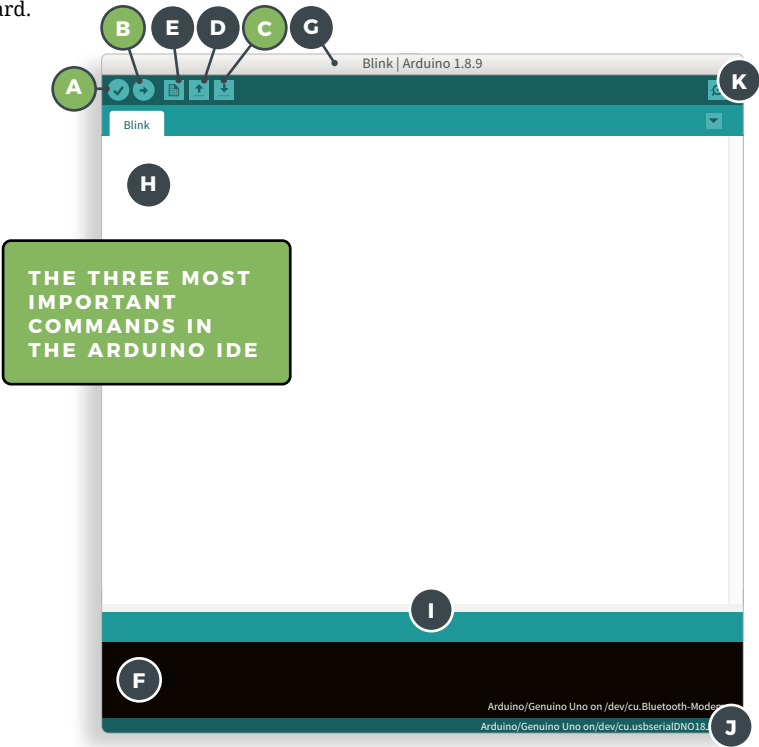 ard.
B E D C G
Blink | Arduino 1.8.9
A
K
Blink
H
THE THREE MOST
IMPORTANT
COMMANDS IN
THE ARDUINO IDE
I
F
Arduino/Genuino Uno on /dev/cu.Bluetooth-Mode
Arduino/Genuino Uno on/dev/cu.usbserialDNO18.
J